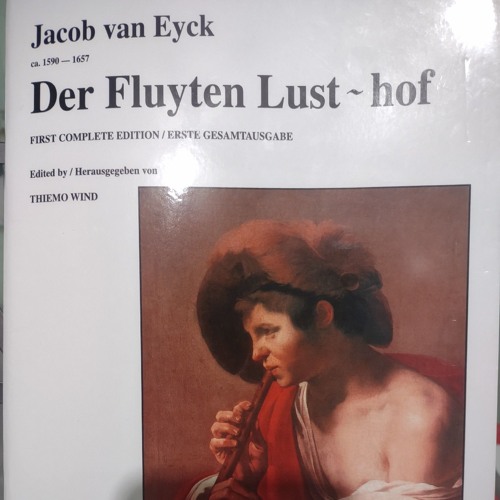 Jacob van Eyck
ca. 1590 — 1657
Der Fluyten Lust ~ hof
FIRST COMPLETE EDITION / ERSTE GESAMTAUSGABE
Edited by / Herausgegeben von
THIEMO WIND